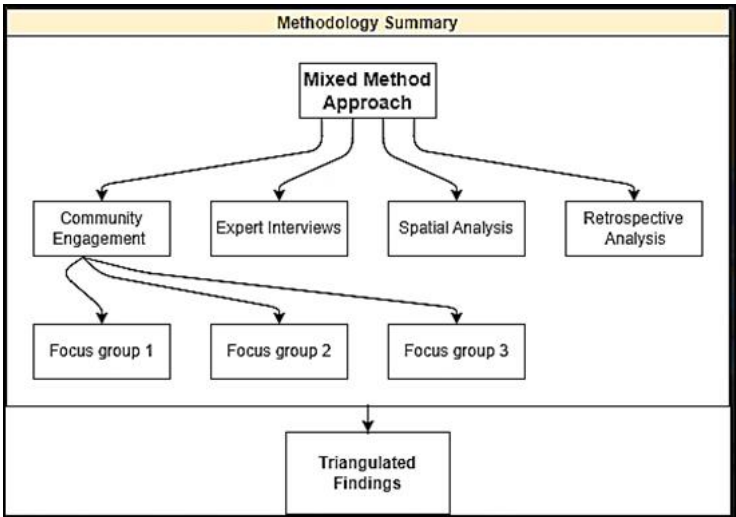 Methodology Summary
Mixed Method
Approach
Community
Engagement
Expert Interviews
Spatial Analysis
Retrospective
Analysis
Focus group 1
Focus group 2
Focus group 3
Triangulated
Findings